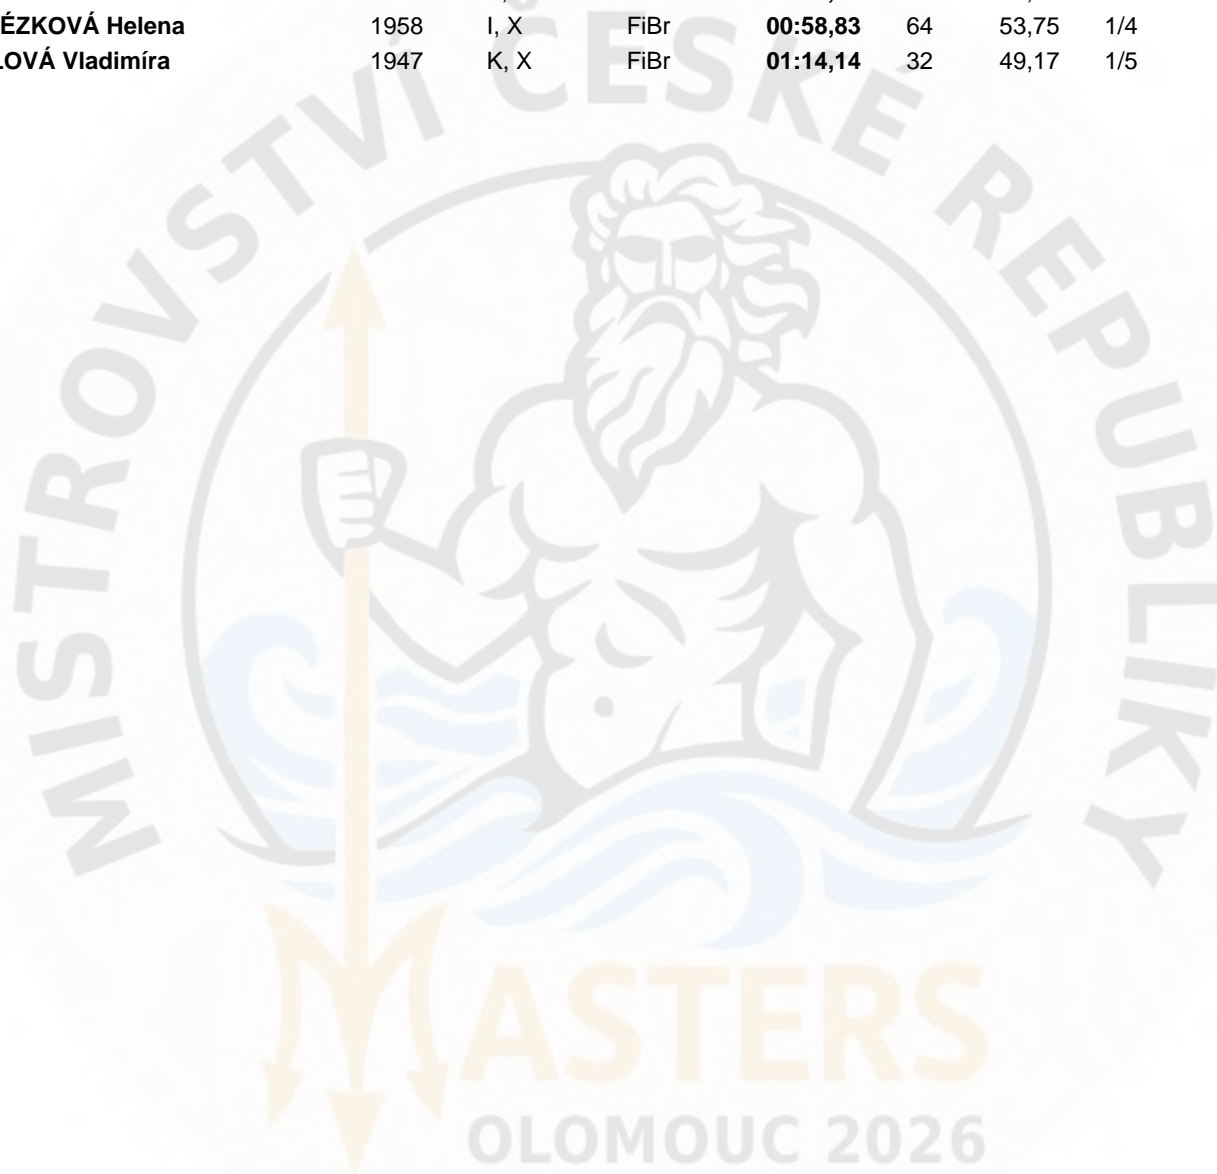 ÉZKOVÁ Helena 1958 I, X FiBr 00:58,83 64 53,75 1/4
LOVÁ Vladimíra 1947 K, X FiBr 01:14,14 32 49,17 1/5
MISTROVSTVÍ ČESKÉ REPUBLIKY
MASTERS
OLOMOUC 2026